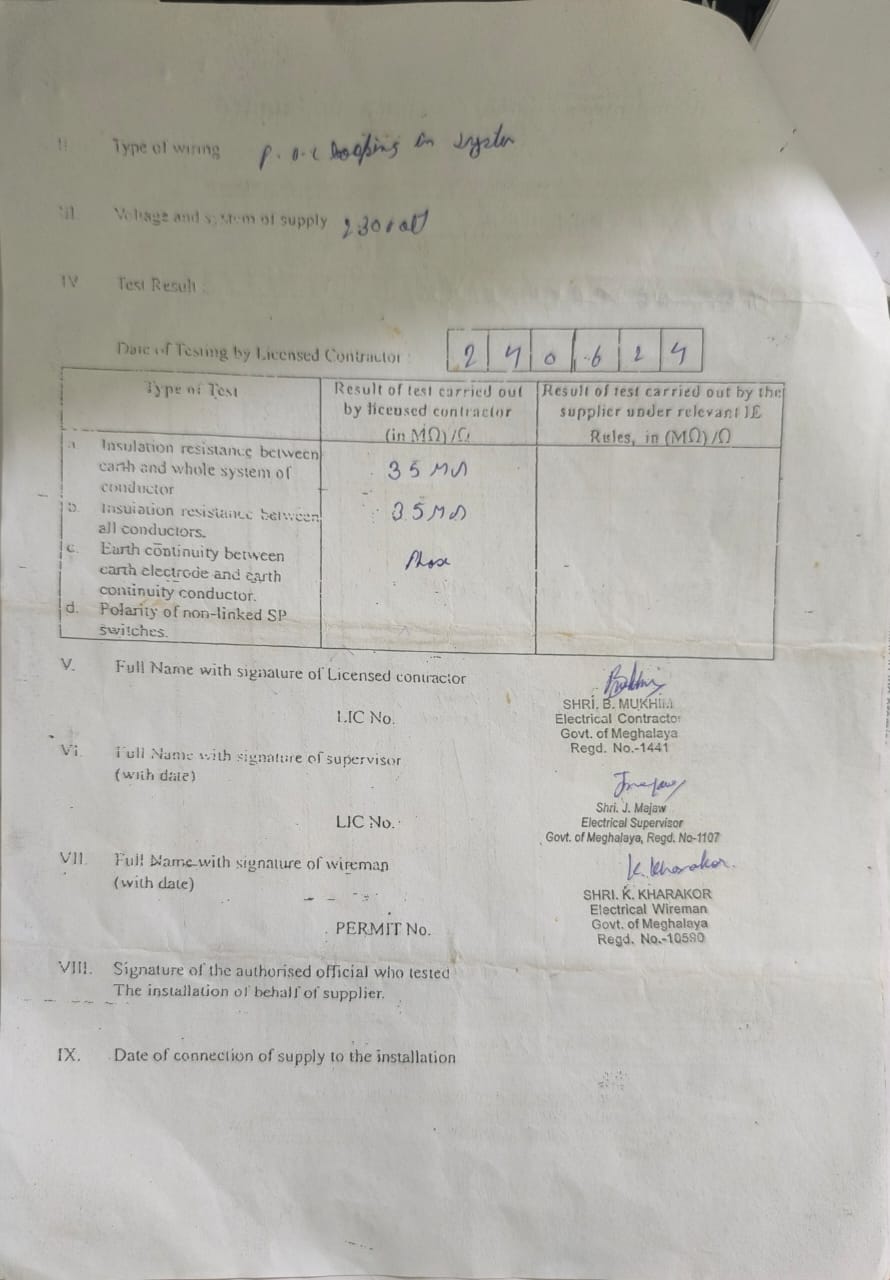 II Type of wiring P.V.C looping in system
III Voltage and system of supply 230volt
IV Test Result :
Date of Testing by Licensed Contractor : 2 4 0 6 2 4
Type of Test
Result of test carried out
by licensed contractor
(in MΩ)/Ω
Result of test carried out by the
supplier under relevant IE
Rules, in (MΩ)/Ω
a. Insulation resistance between
earth and whole system of
conductor
35 MΩ
b. Insulation resistance between
all conductors.
35 MΩ
c. Earth continuity between
earth electrode and earth
continuity conductor.
Phase
d. Polarity of non-linked SP
switches.
V. Full Name with signature of Licensed contractor
LIC No.
SHRI. B. MUKHIM
Electrical Contractor
Govt. of Meghalaya
Regd. No.-1441
VI. Full Name with signature of supervisor
(with date)
LIC No.
Shri. J. Majaw
Electrical Supervisor
Govt. of Meghalaya, Regd. No-1107
VII. Full Name with signature of wireman
(with date)
PERMIT No.
K. Kharakor.
SHRI. K. KHARAKOR
Electrical Wireman
Govt. of Meghalaya
Regd. No.-10590
VIII. Signature of the authorised official who tested
The installation of behalf of supplier.
IX. Date of connection of supply to the installation